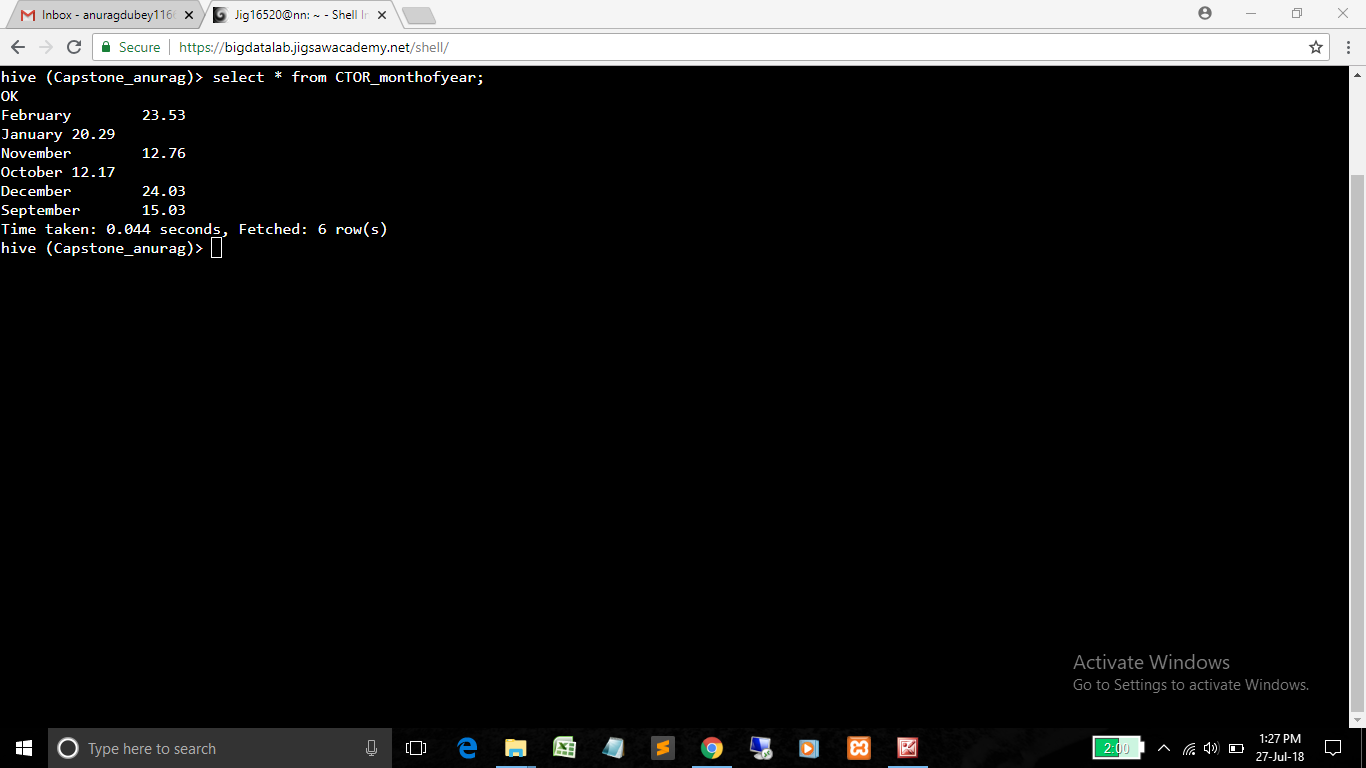 Inbox - anuragdubey116
Jig16520@nn: ~ - Shell In
Secure
https://bigdatalab.jigsawacademy.net/shell/
hive (Capstone_anurag)> select * from CTOR_monthofyear;
OK
February 23.53
January 20.29
November 12.76
October 12.17
December 24.03
September 15.03
Time taken: 0.044 seconds, Fetched: 6 row(s)
hive (Capstone_anurag)>
Activate Windows
Go to Settings to activate Windows.
Type here to search
2:00
1:27 PM
27-Jul-18